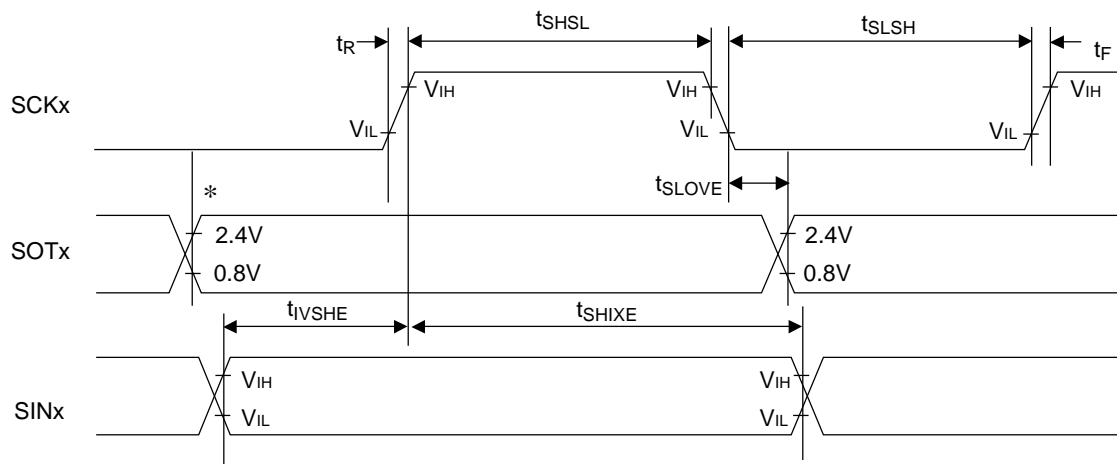 tSHSL
tSLSH
tR
tF
SCKx
VIH
VIH
VIH
VIL
VIL
VIL
*
tSLOVE
SOTx
2.4V
2.4V
0.8V
0.8V
tIVSHE
tSHIXE
SINx
VIH
VIH
VIL
VIL